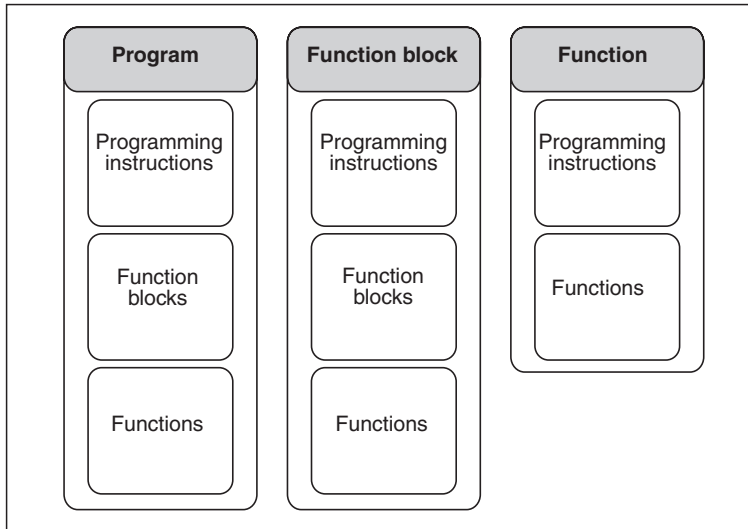 Program
Programming
instructions
Function
blocks
Functions
Function block
Programming
instructions
Function
blocks
Functions
Function
Programming
instructions
Functions